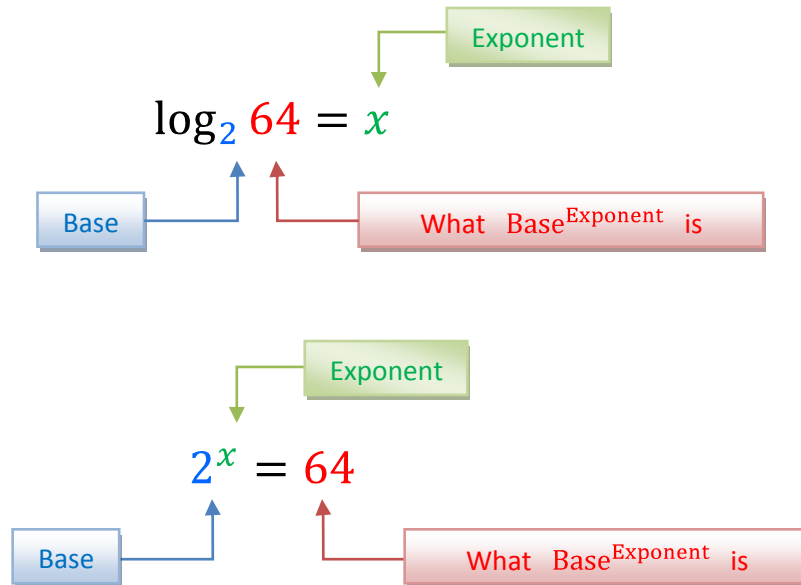 Exponent
log₂ 64 = x
Base
What Base^Exponent is
Exponent
2^x = 64
Base
What Base^Exponent is